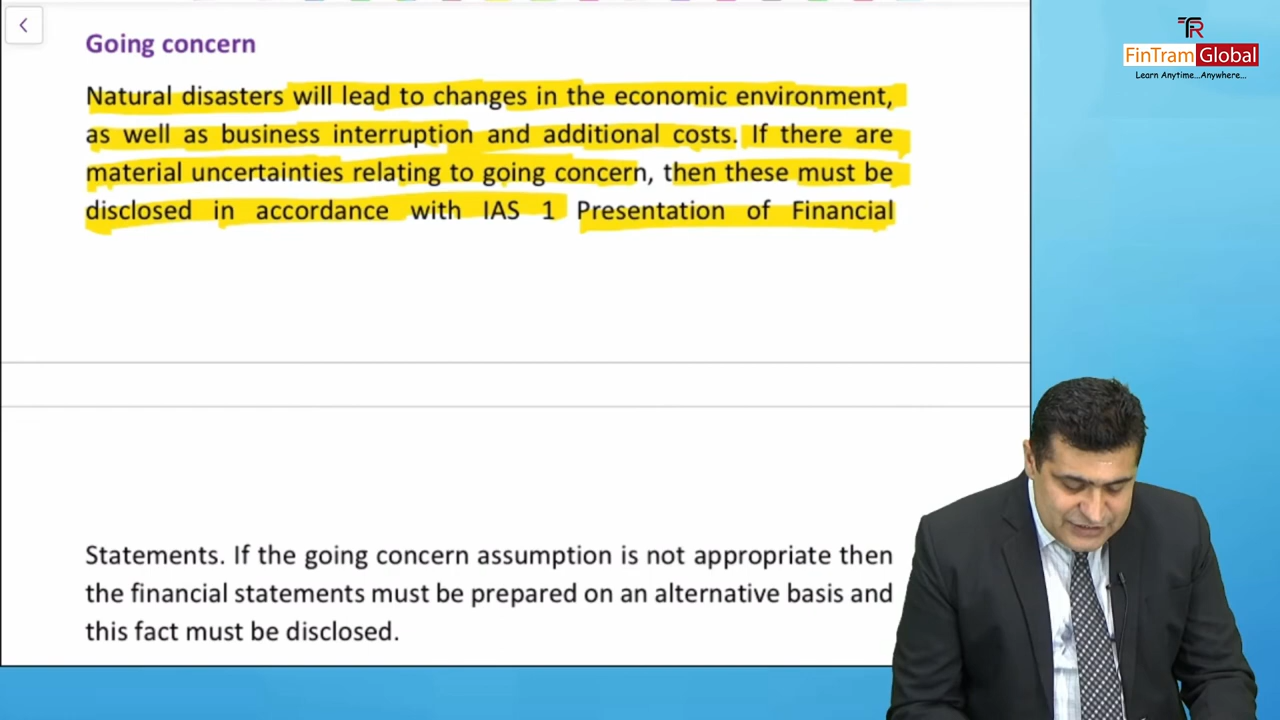 TR
FinTram Global
Learn Anytime...Anywhere...
Going concern
Natural disasters will lead to changes in the economic environment,
as well as business interruption and additional costs. If there are
material uncertainties relating to going concern, then these must be
disclosed in accordance with IAS 1 Presentation of Financial
Statements. If the going concern assumption is not appropriate then
the financial statements must be prepared on an alternative basis and
this fact must be disclosed.